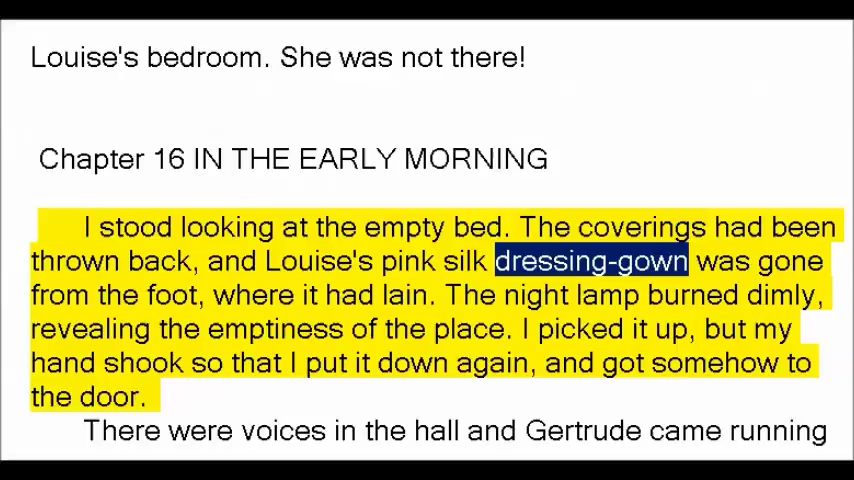 Louise's bedroom. She was not there!
Chapter 16 IN THE EARLY MORNING
I stood looking at the empty bed. The coverings had been
thrown back, and Louise's pink silk dressing-gown was gone
from the foot, where it had lain. The night lamp burned dimly,
revealing the emptiness of the place. I picked it up, but my
hand shook so that I put it down again, and got somehow to
the door.
There were voices in the hall and Gertrude came running